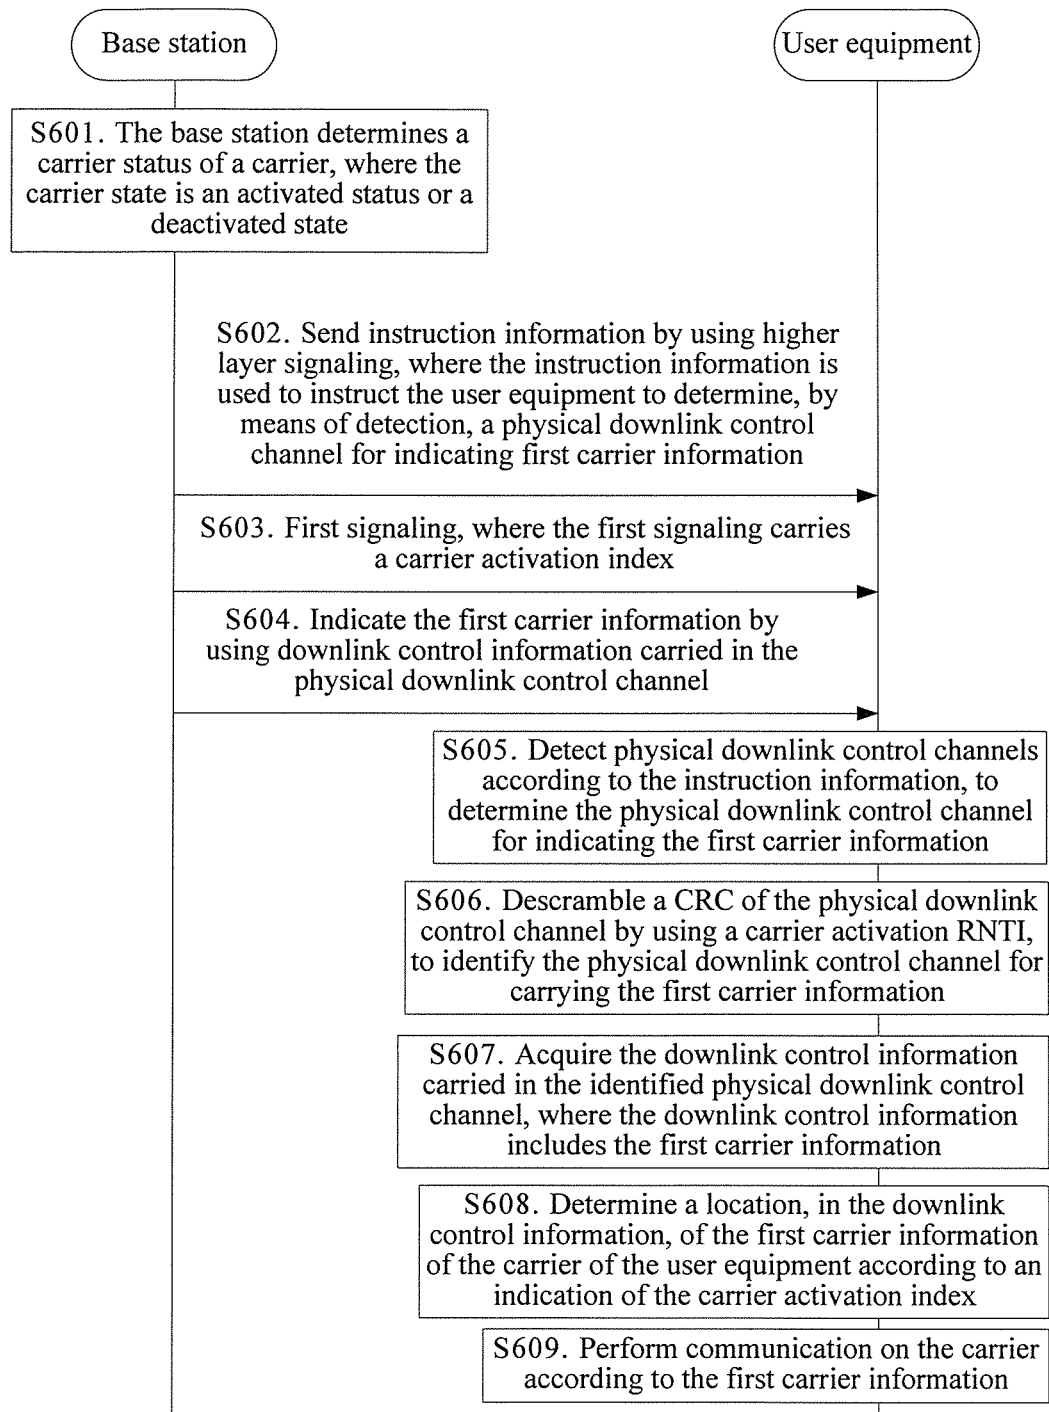 Base station
User equipment
S601. The base station determines a
carrier status of a carrier, where the
carrier state is an activated status or a
deactivated state
S602. Send instruction information by using higher
layer signaling, where the instruction information is
used to instruct the user equipment to determine, by
means of detection, a physical downlink control
channel for indicating first carrier information
S603. First signaling, where the first signaling carries
a carrier activation index
S604. Indicate the first carrier information by
using downlink control information carried in the
physical downlink control channel
S605. Detect physical downlink control channels
according to the instruction information, to
determine the physical downlink control channel
for indicating the first carrier information
S606. Descramble a CRC of the physical downlink
control channel by using a carrier activation RNTI,
to identify the physical downlink control channel for
carrying the first carrier information
S607. Acquire the downlink control information
carried in the identified physical downlink control
channel, where the downlink control information
includes the first carrier information
S608. Determine a location, in the downlink
control information, of the first carrier information
of the carrier of the user equipment according to an
indication of the carrier activation index
S609. Perform communication on the carrier
according to the first carrier information